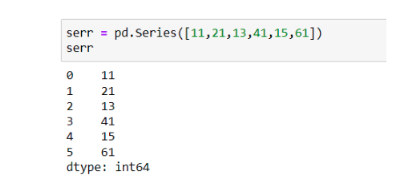 serr = pd.Series([11,21,13,41,15,61])
serr
0    11
1    21
2    13
3    41
4    15
5    61
dtype: int64